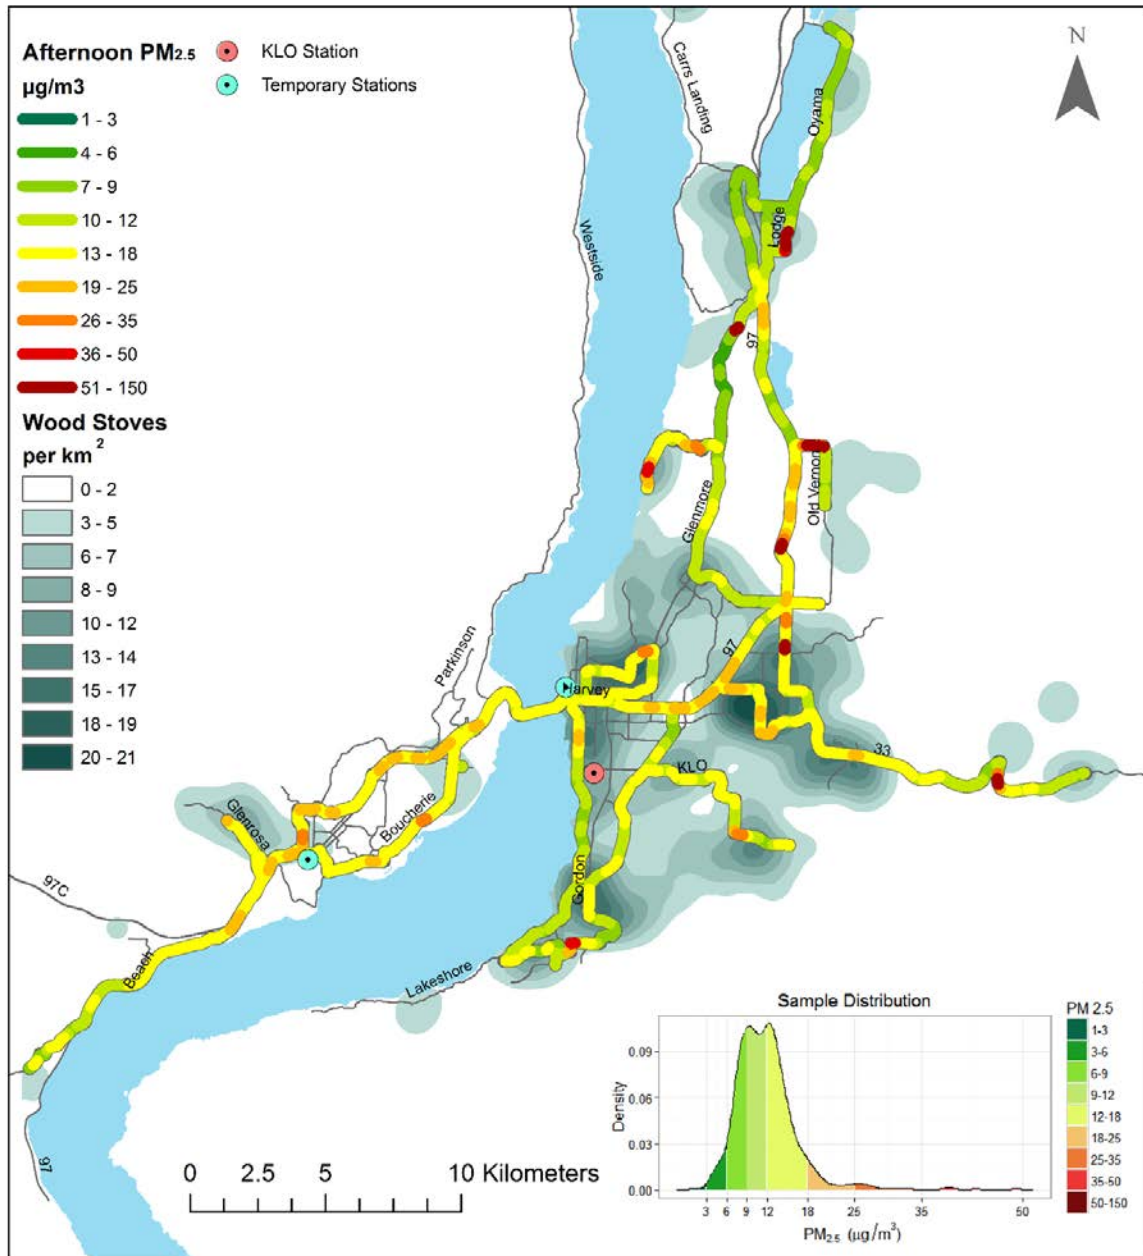 Afternoon PM2.5
µg/m3
1 - 3
4 - 6
7 - 9
10 - 12
13 - 18
19 - 25
26 - 35
36 - 50
51 - 150
Wood Stoves
per km 2
0 - 2
3 - 5
6 - 7
8 - 9
10 - 12
13 - 14
15 - 17
18 - 19
20 - 21
KLO Station
Temporary Stations
N
Carrs Landing
Oyama
Westside
Lodge
97
Old Vernon
Glenmore
Parkinson
97
Harvey
33
KLO
Boucherie
Glenrosa
Gordon
97C
Beach
Lakeshore
97
0 2.5 5 10 Kilometers
Sample Distribution
Density
0.09
0.06
0.03
0.00
3 6 9 12 18 25 35 50
PM2.5 (µg/m3)
PM 2.5
1-3
3-6
6-9
9-12
12-18
18-25
25-35
35-50
50-150